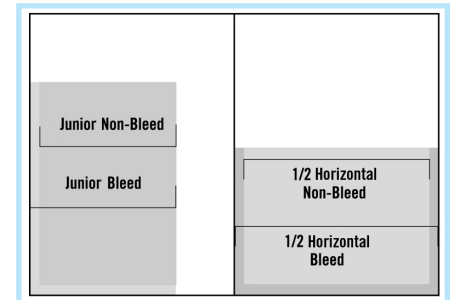 Junior Non-Bleed
Junior Bleed
1/2 Horizontal
Non-Bleed
1/2 Horizontal
Bleed